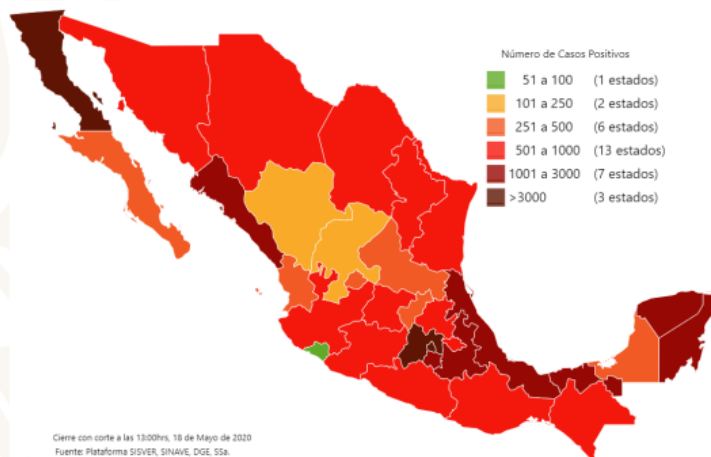 Número de Casos Positivos
51 a 100 (1 estados)
101 a 250 (2 estados)
251 a 500 (6 estados)
501 a 1000 (13 estados)
1001 a 3000 (7 estados)
>3000 (3 estados)
Cierre con corte a las 13:00hrs, 18 de Mayo de 2020
Fuente: Plataforma SISVER, SINAVE, DGE, SSa.